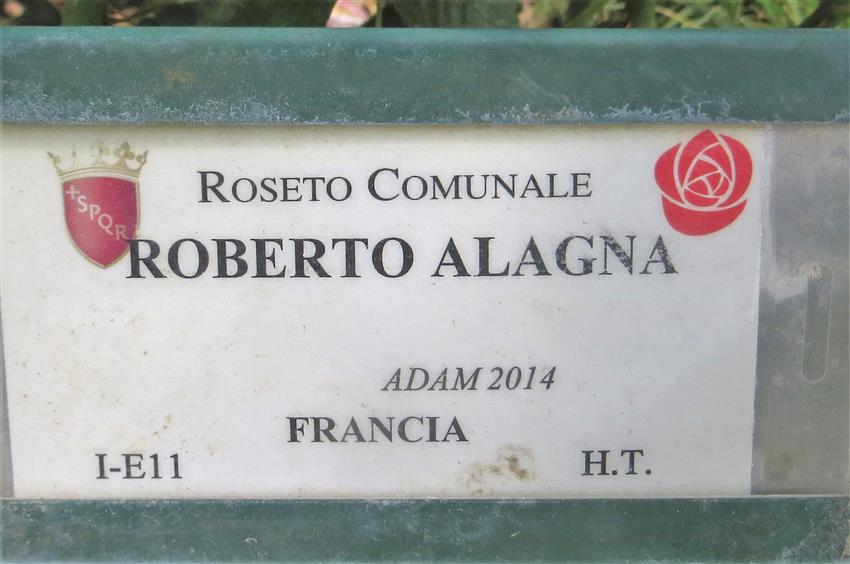 ROSETO COMUNALE
SPQR
ROBERTO ALAGNA
ADAM 2014
FRANCIA
I-E11 H.T.